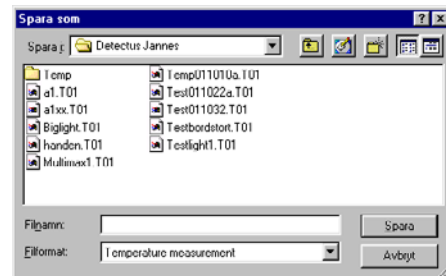 Spara som
Spara i: Detectus Jannes
Temp
a1.T01
a1xx.T01
Biglight.T01
handen.T01
Multimax1.T01
Temp011010a.T01
Test011022a.T01
Test011032.T01
Testbordstort.T01
Testlight1.T01
Filnamn:
Spara
Filformat: Temperature measurement
Avbryt